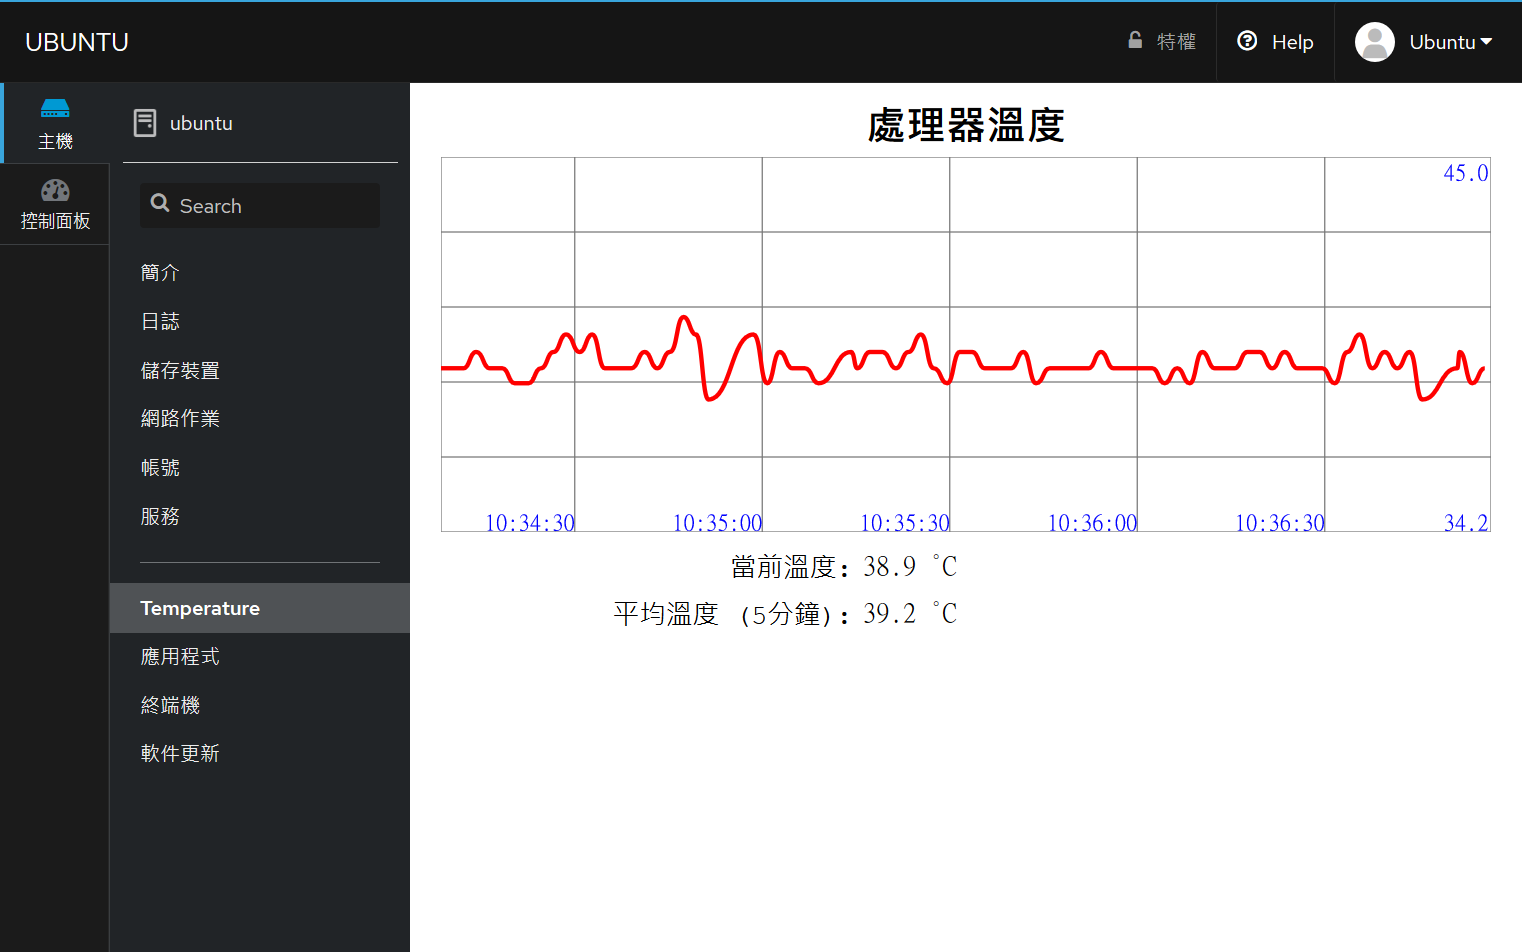 UBUNTU
特權
Help
Ubuntu
主機
控制面板
ubuntu
Search
簡介
日誌
儲存裝置
網路作業
帳號
服務
Temperature
應用程式
終端機
軟件更新
處理器溫度
45.0
10:34:30 10:35:00 10:35:30 10:36:00 10:36:30 34.2
當前溫度: 38.9 °C
平均溫度 (5分鐘): 39.2 °C